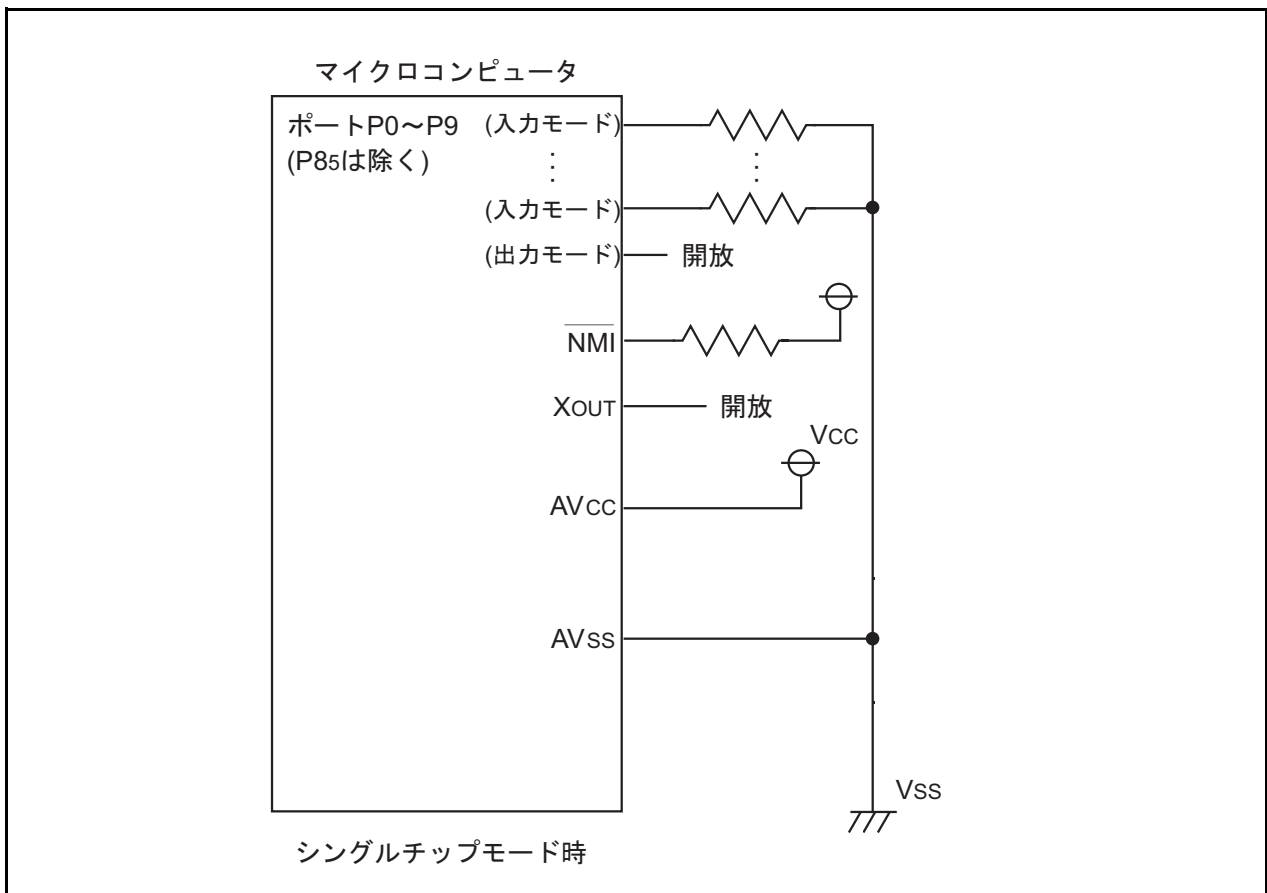 マイクロコンピュータ
ポートP0～P9 (入力モード)
(P85は除く)
(入力モード)
(出力モード) 開放
NMI
XOUT 開放
VCC
AVCC
AVSS
VSS
シングルチップモード時